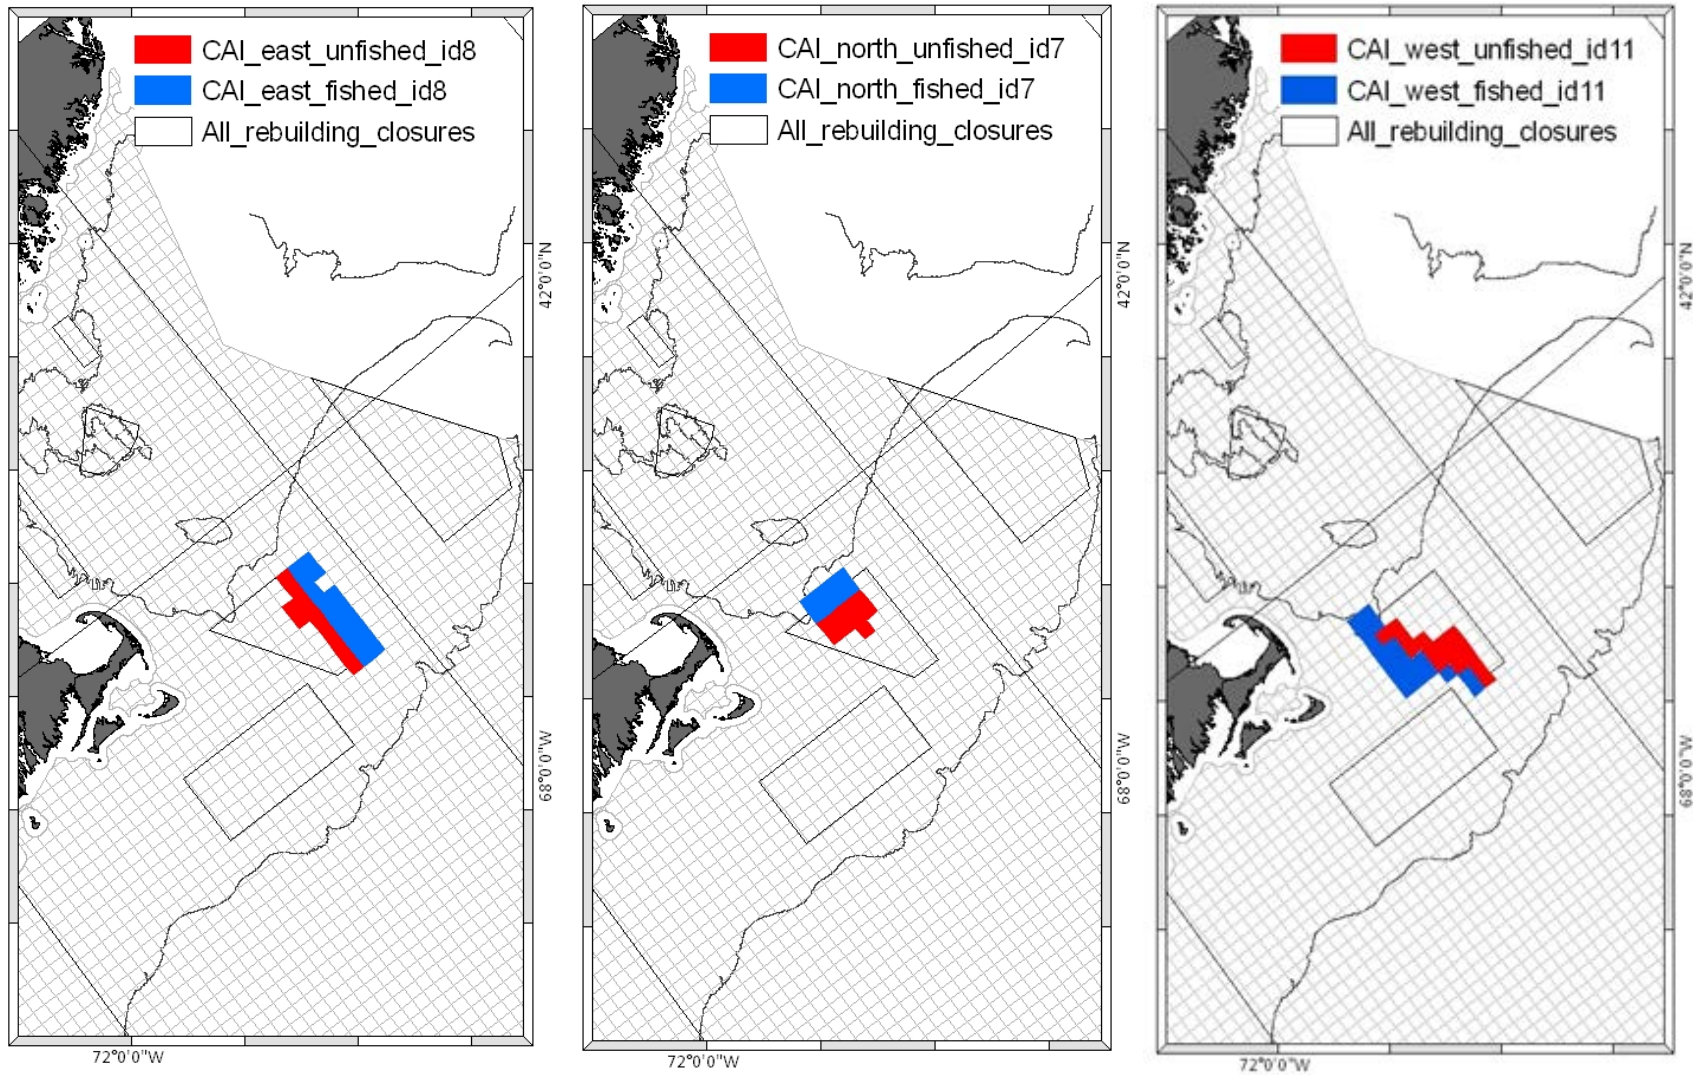 CAI_east_unfished_id8
CAI_east_fished_id8
All_rebuilding_closures
42°0'0"N
68°0'0"W
72°0'0"W
CAI_north_unfished_id7
CAI_north_fished_id7
All_rebuilding_closures
42°0'0"N
68°0'0"W
72°0'0"W
CAI_west_unfished_id11
CAI_west_fished_id11
All_rebuilding_closures
42°0'0"N
68°0'0"W
72°0'0"W